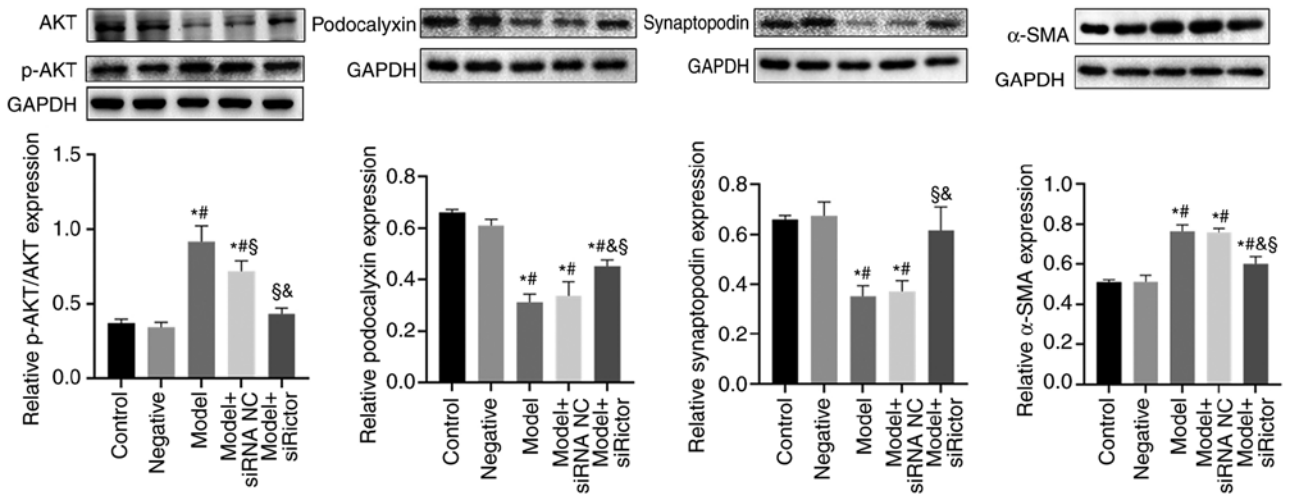 AKT
p-AKT
GAPDH
Podocalyxin
GAPDH
Synaptopodin
GAPDH
α-SMA
GAPDH
Relative p-AKT/AKT expression
1.5
1.0
0.5
0.0
*#
*#§
§&
Control
Negative
Model
Model+
siRNA NC
Model+
siRictor
Relative podocalyxin expression
0.8
0.6
0.4
0.2
0.0
*#
*#
*#&§
Control
Negative
Model
Model+
siRNA NC
Model+
siRictor
Relative synaptopodin expression
0.8
0.6
0.4
0.2
0.0
*#
*#
§&
Control
Negative
Model
Model+
siRNA NC
Model+
siRictor
Relative α-SMA expression
1.0
0.8
0.6
0.4
0.2
0.0
*#
*#
*#&§
Control
Negative
Model
Model+
siRNA NC
Model+
siRictor